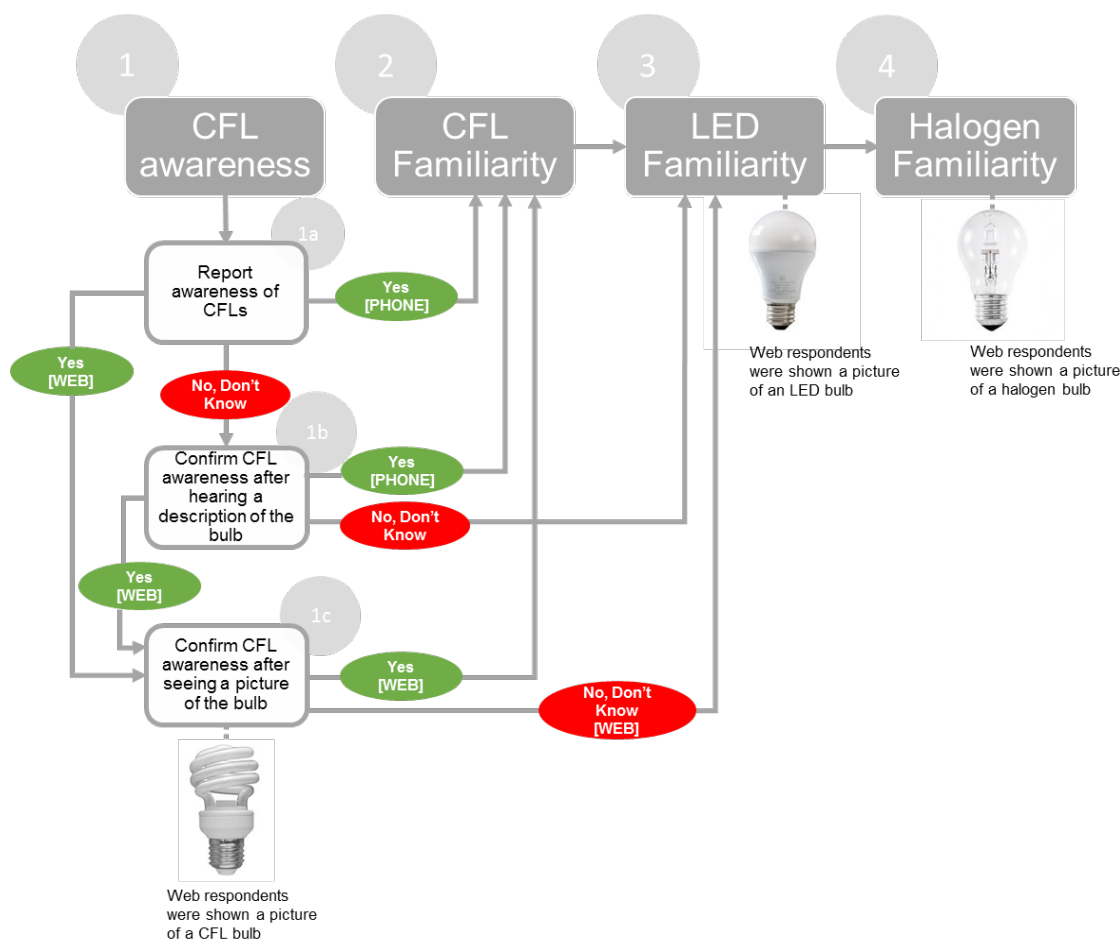 1
2
3
4
CFL
awareness
CFL
Familiarity
LED
Familiarity
Halogen
Familiarity
1a
Report
awareness of
CFLs
Yes
[PHONE]
Yes
[WEB]
No, Don't
Know
1b
Confirm CFL
awareness after
hearing a
description of the
bulb
Yes
[PHONE]
No, Don't
Know
Yes
[WEB]
1c
Confirm CFL
awareness after
seeing a picture
of the bulb
Yes
[WEB]
No, Don't
Know
[WEB]
Web respondents
were shown a picture
of an LED bulb
Web respondents
were shown a picture
of a halogen bulb
Web respondents
were shown a picture
of a CFL bulb